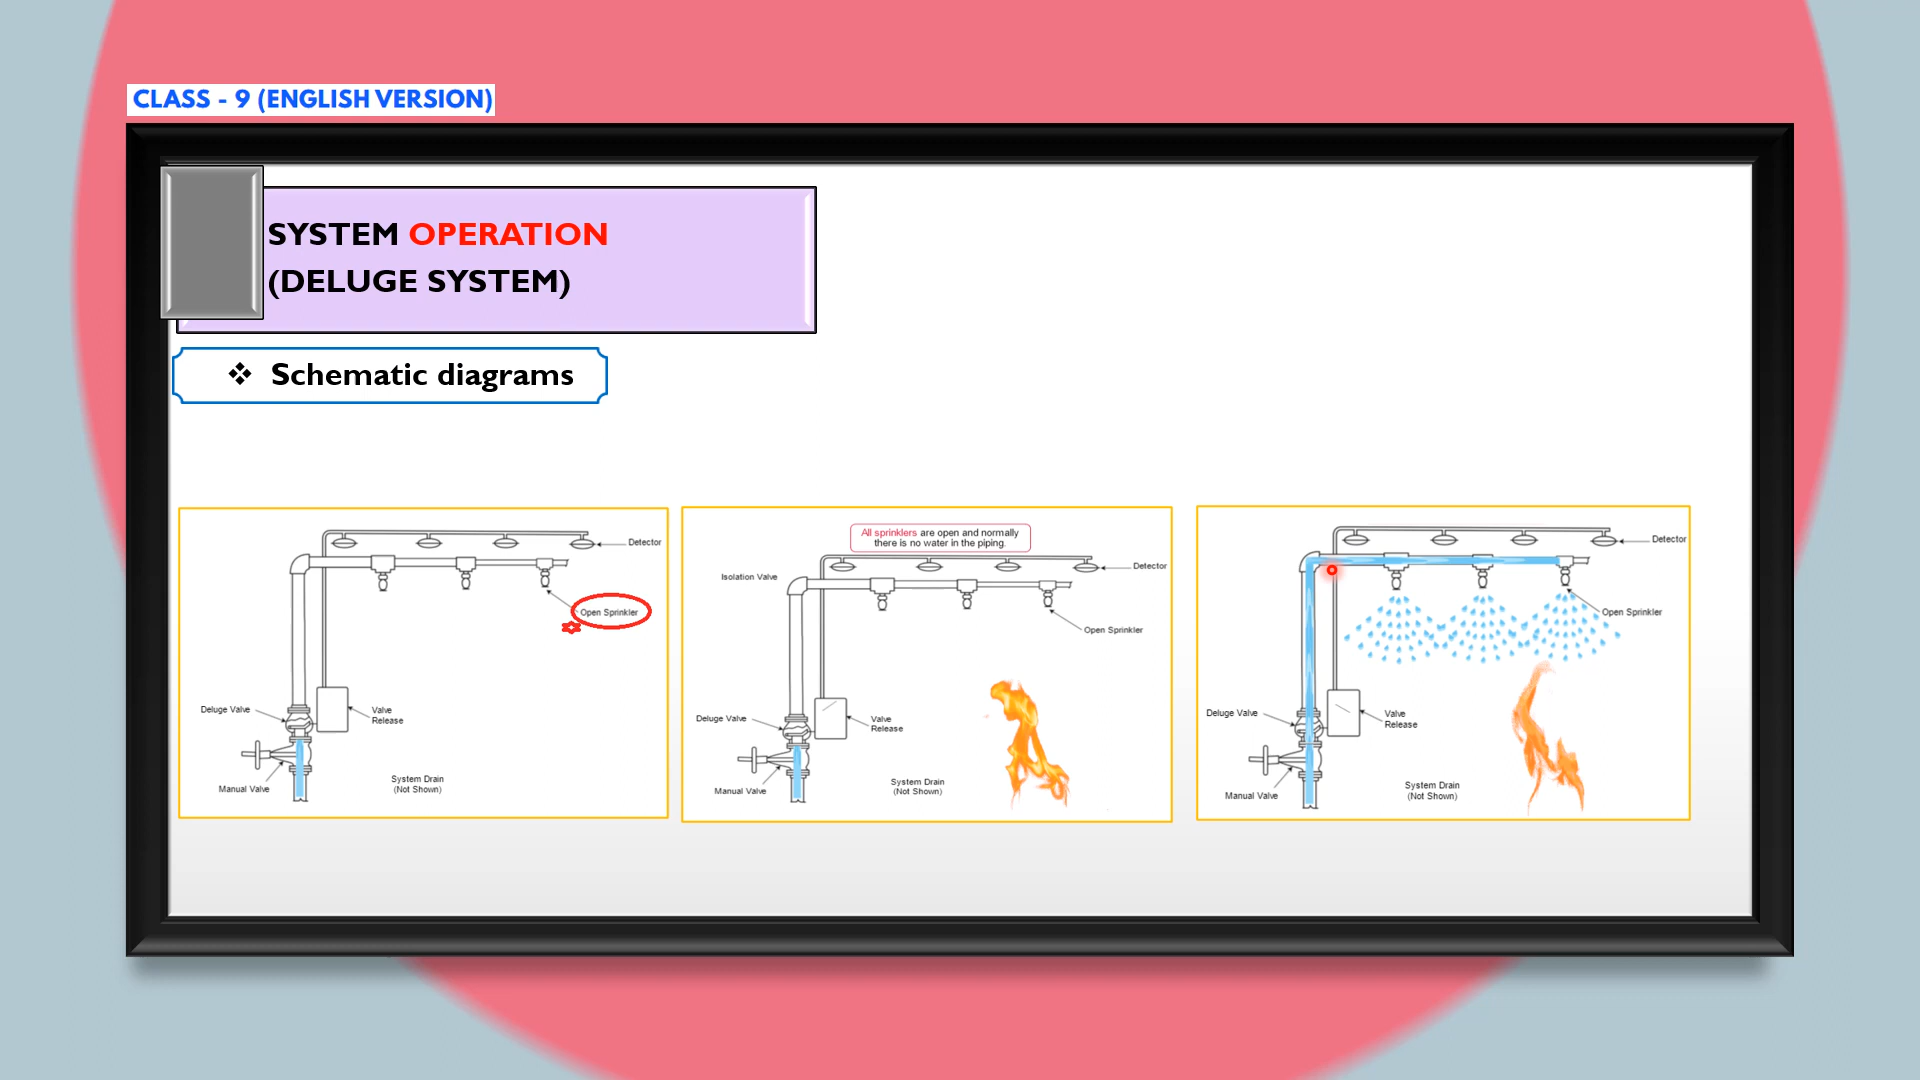 CLASS - 9 (ENGLISH VERSION)
SYSTEM OPERATION
(DELUGE SYSTEM)
❖ Schematic diagrams
Detector
Open Sprinkler
Deluge Valve
Valve
Release
Manual Valve
System Drain
(Not Shown)
All sprinklers are open and normally
there is no water in the piping.
Isolation Valve
Detector
Open Sprinkler
Deluge Valve
Valve
Release
Manual Valve
System Drain
(Not Shown)
Detector
Open Sprinkler
Deluge Valve
Valve
Release
Manual Valve
System Drain
(Not Shown)